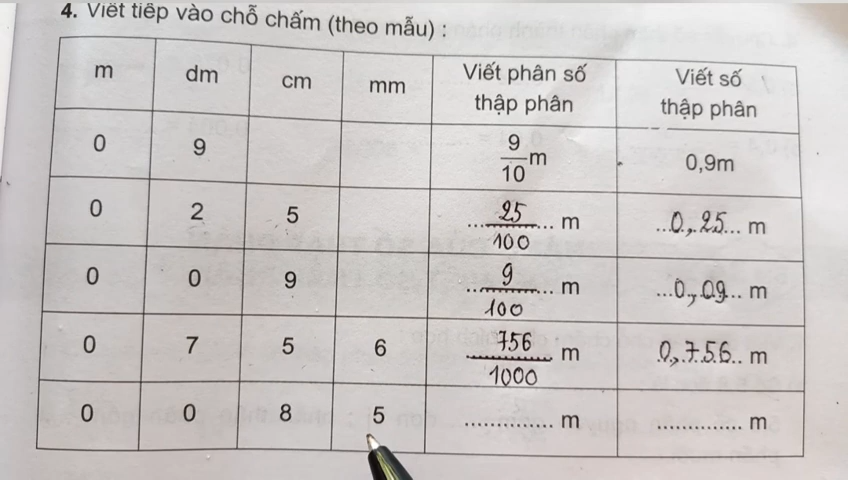 4. Viết tiếp vào chỗ chấm (theo mẫu) :
m dm cm mm Viết phân số thập phân Viết số thập phân
0 9 9/10 m 0,9m
0 2 5 25/100 m 0,25 m
0 0 9 9/100 m 0,09 m
0 7 5 6 756/1000 m 0,756 m
0 0 8 5 ............ m ............ m